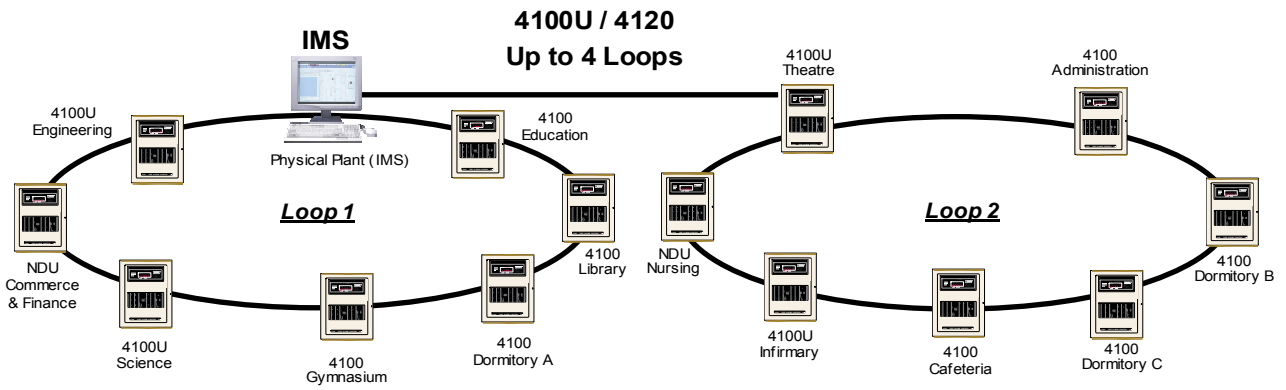 4100U / 4120
Up to 4 Loops
IMS
Physical Plant (IMS)
4100U
Engineering
4100
Education
Loop 1
NDU
Commerce
& Finance
4100
Library
4100U
Science
4100
Gymnasium
4100
Dormitory A
4100U
Theatre
4100
Administration
Loop 2
NDU
Nursing
4100
Dormitory B
4100U
Infirmary
4100
Cafeteria
4100
Dormitory C